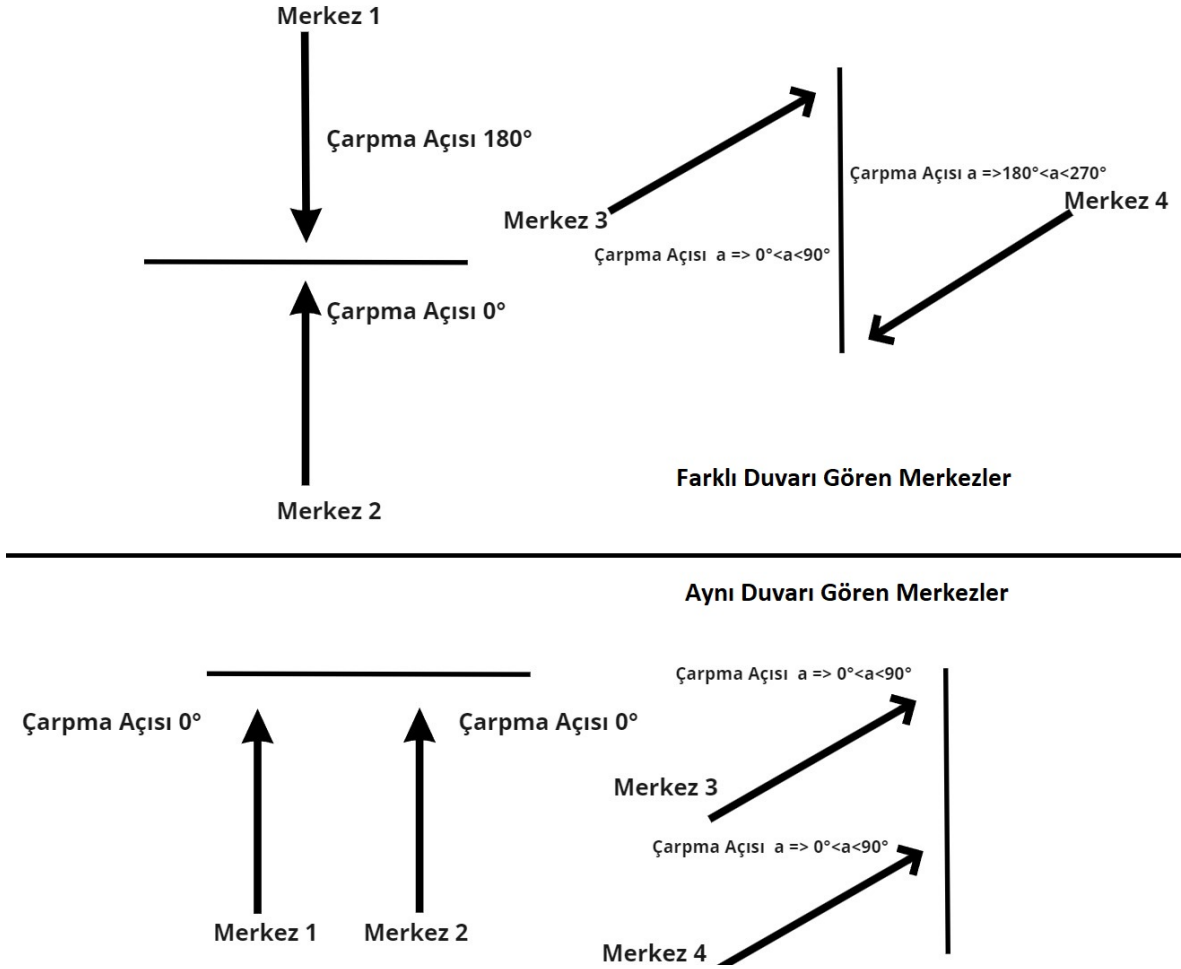 Merkez 1
Çarpma Açısı 180°
Çarpma Açısı a =>180°<a<270°
Merkez 4
Merkez 3
Çarpma Açısı  a => 0°<a<90°
Çarpma Açısı 0°
Merkez 2
Farklı Duvarı Gören Merkezler
Aynı Duvarı Gören Merkezler
Çarpma Açısı  a => 0°<a<90°
Çarpma Açısı 0°
Çarpma Açısı 0°
Merkez 3
Çarpma Açısı  a => 0°<a<90°
Merkez 1
Merkez 2
Merkez 4